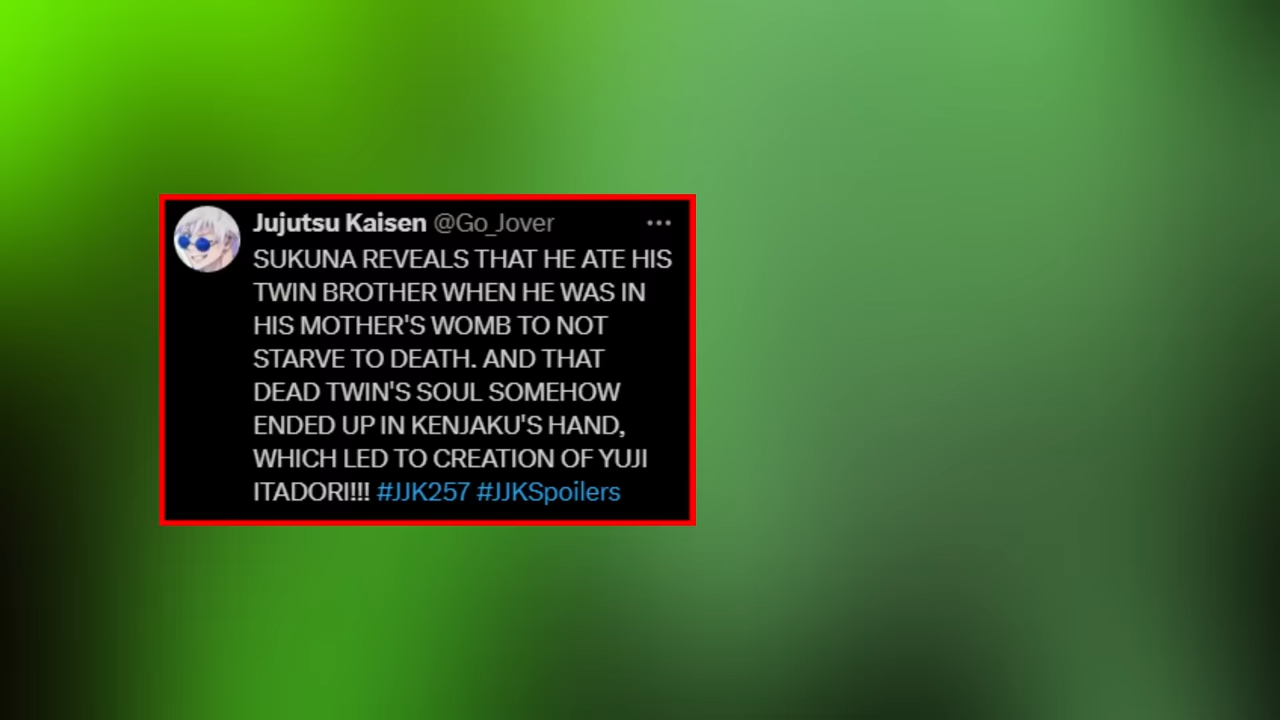 Jujutsu Kaisen @Go_Jover
SUKUNA REVEALS THAT HE ATE HIS
TWIN BROTHER WHEN HE WAS IN
HIS MOTHER'S WOMB TO NOT
STARVE TO DEATH. AND THAT
DEAD TWIN'S SOUL SOMEHOW
ENDED UP IN KENJAKU'S HAND,
WHICH LED TO CREATION OF YUJI
ITADORI!!! #JJK257 #JJKSpoilers